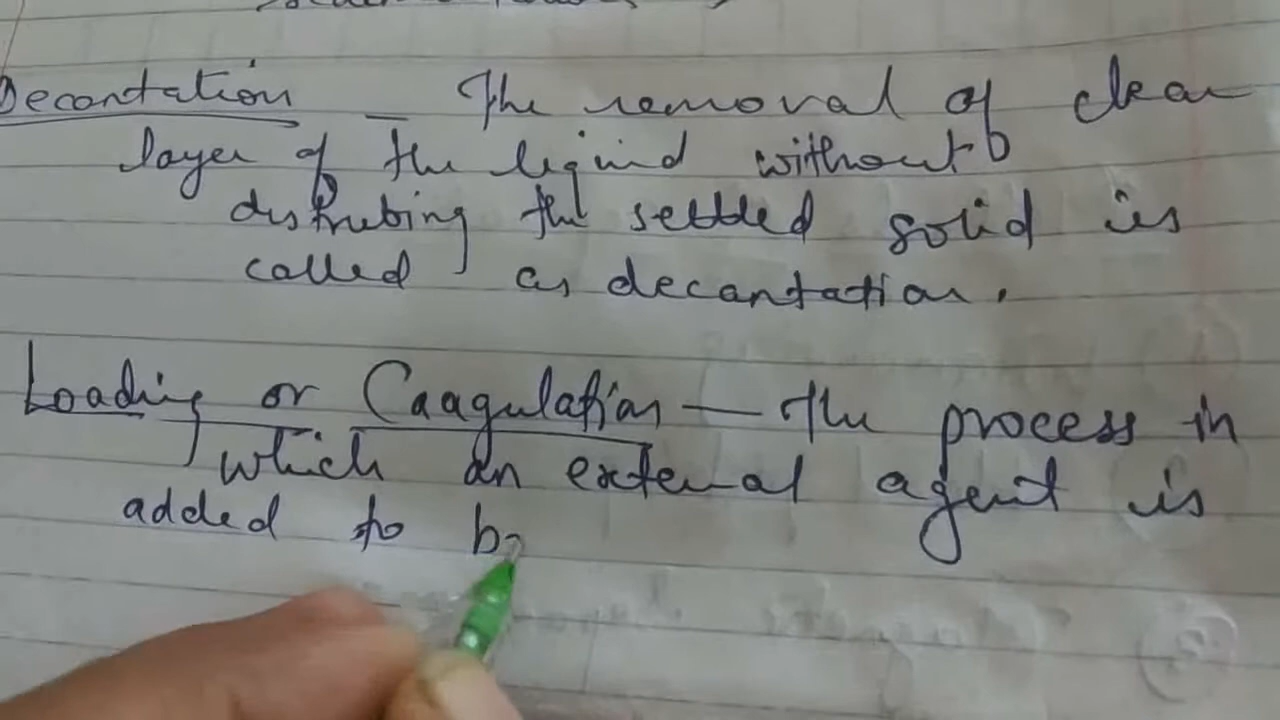 Decantation – The removal of clear
layer of the liquid without
distrubing the settled solid is
called as decantation.
Loading or Caagulation – The process in
which an external agent is
added to b